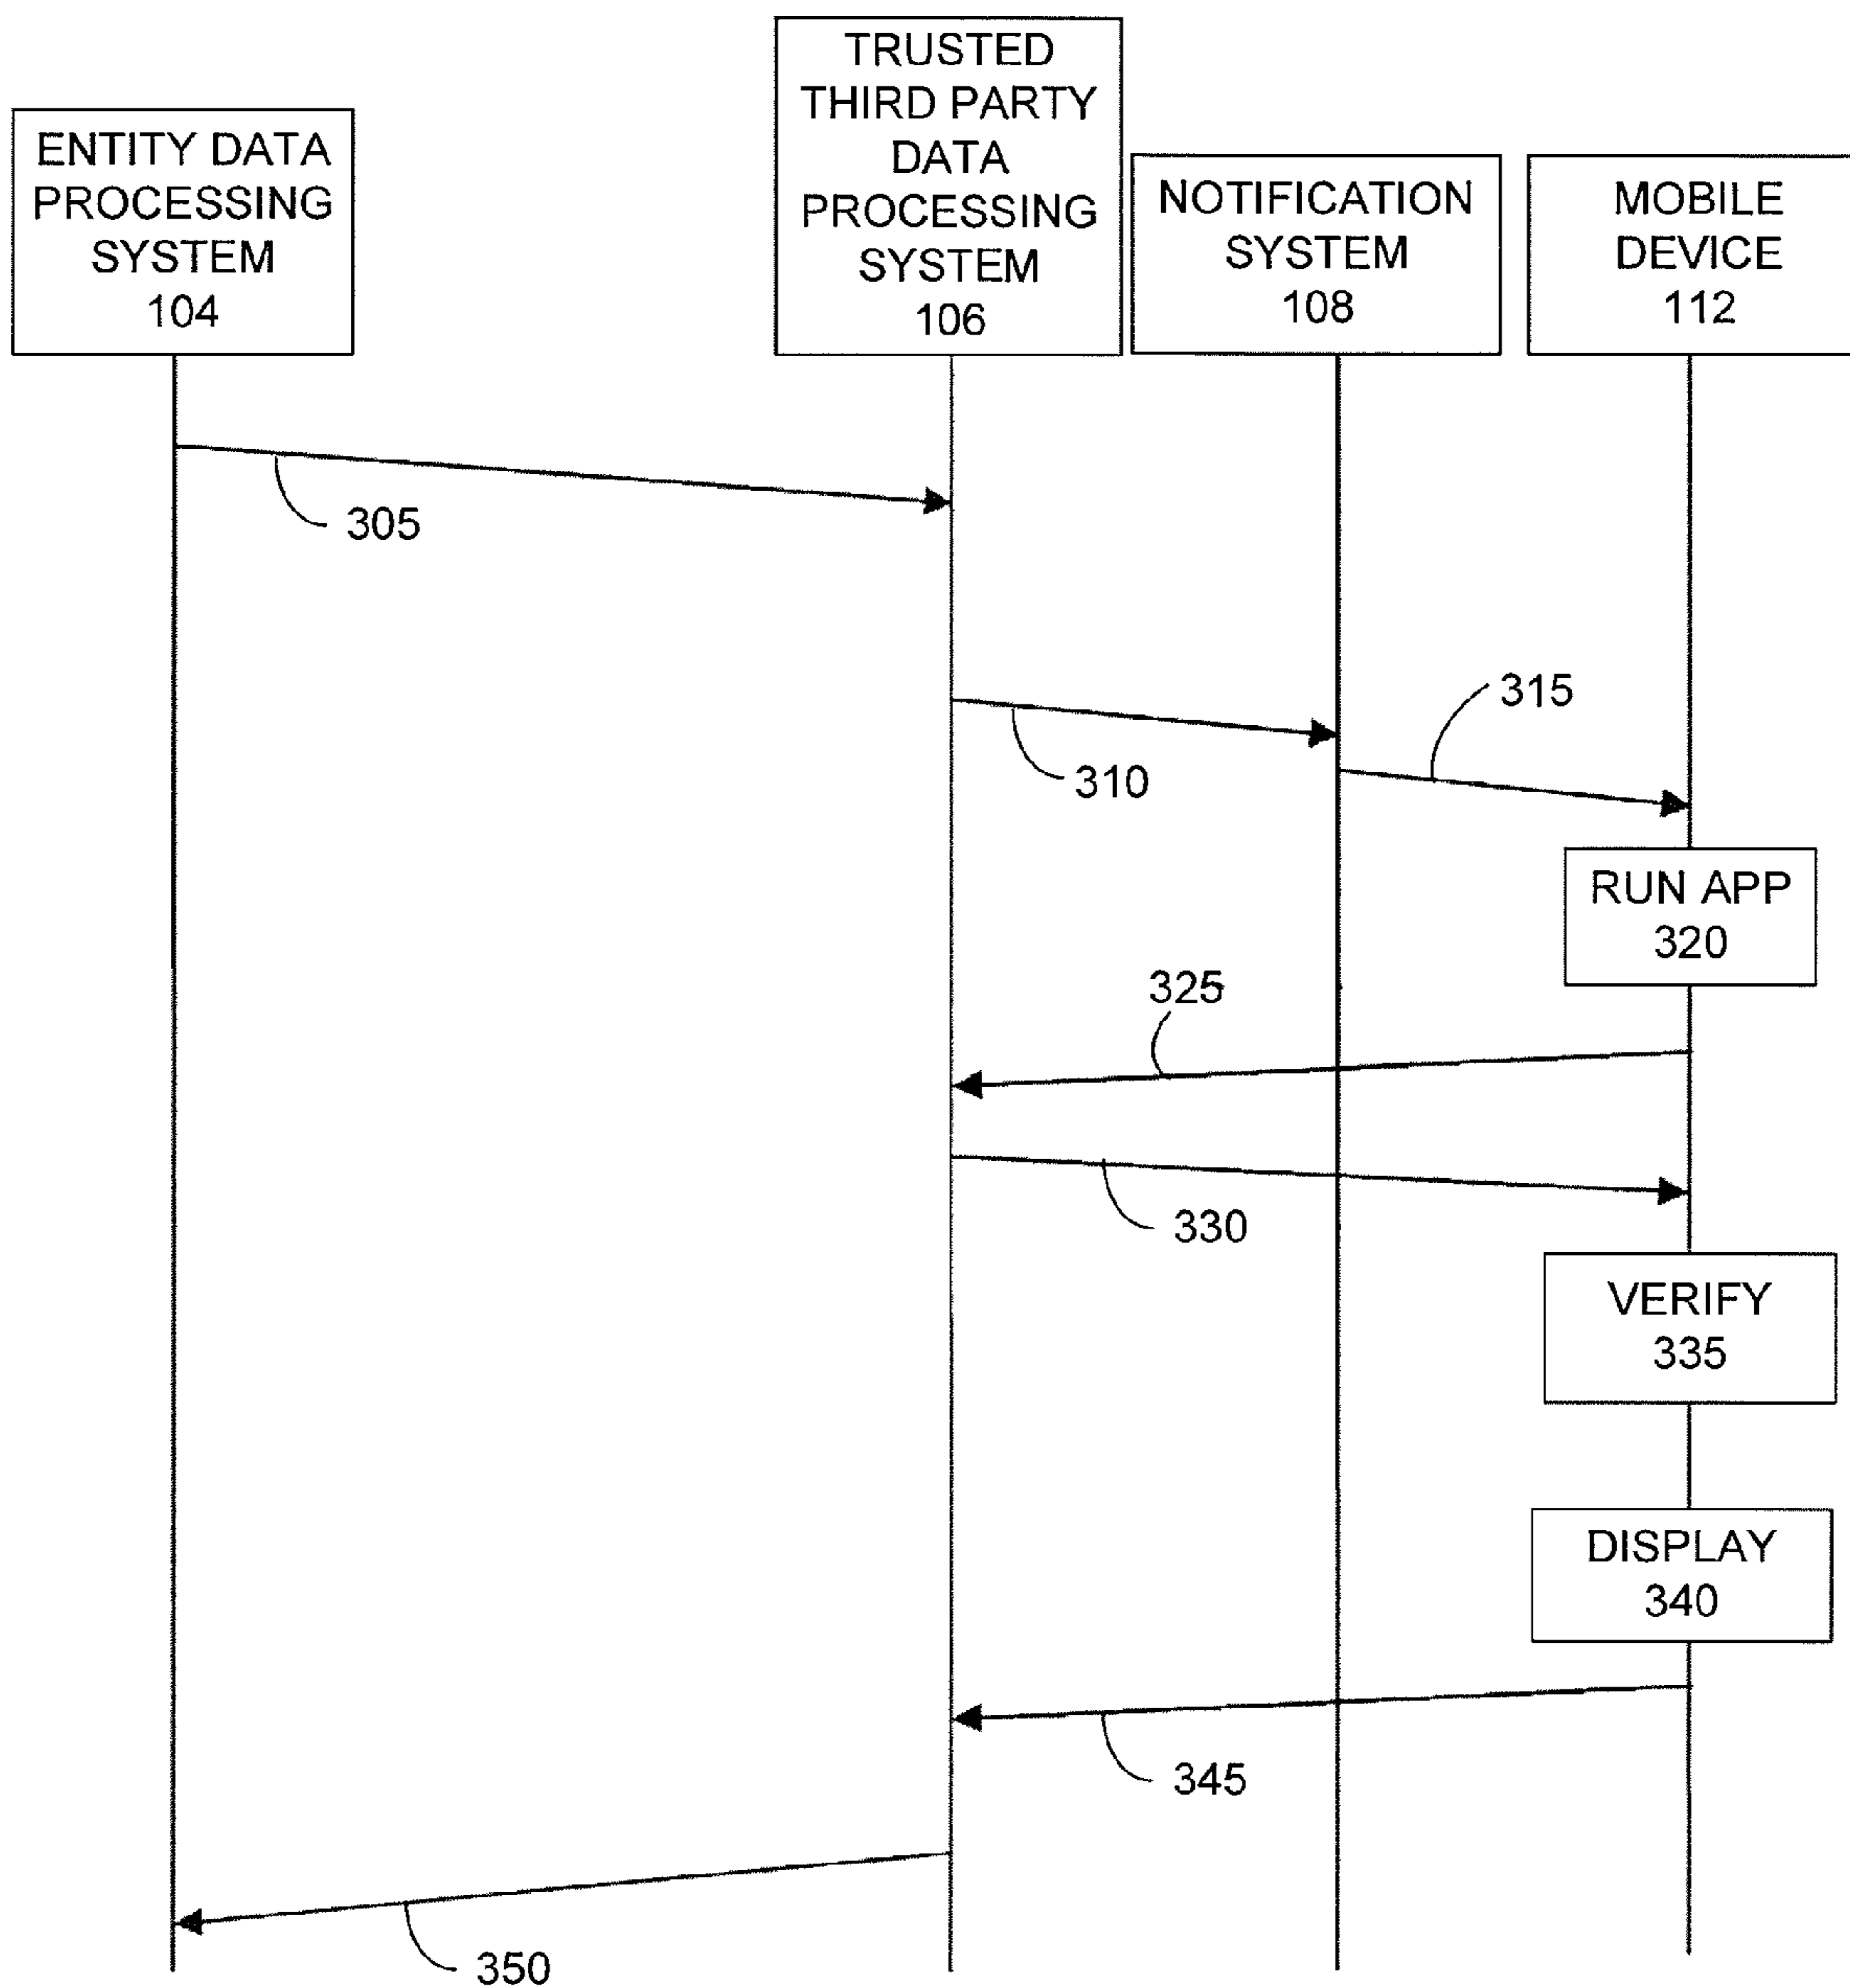 ENTITY DATA
PROCESSING
SYSTEM
104
TRUSTED
THIRD PARTY
DATA
PROCESSING
SYSTEM
106
NOTIFICATION
SYSTEM
108
MOBILE
DEVICE
112
305
310
315
RUN APP
320
325
330
VERIFY
335
DISPLAY
340
345
350